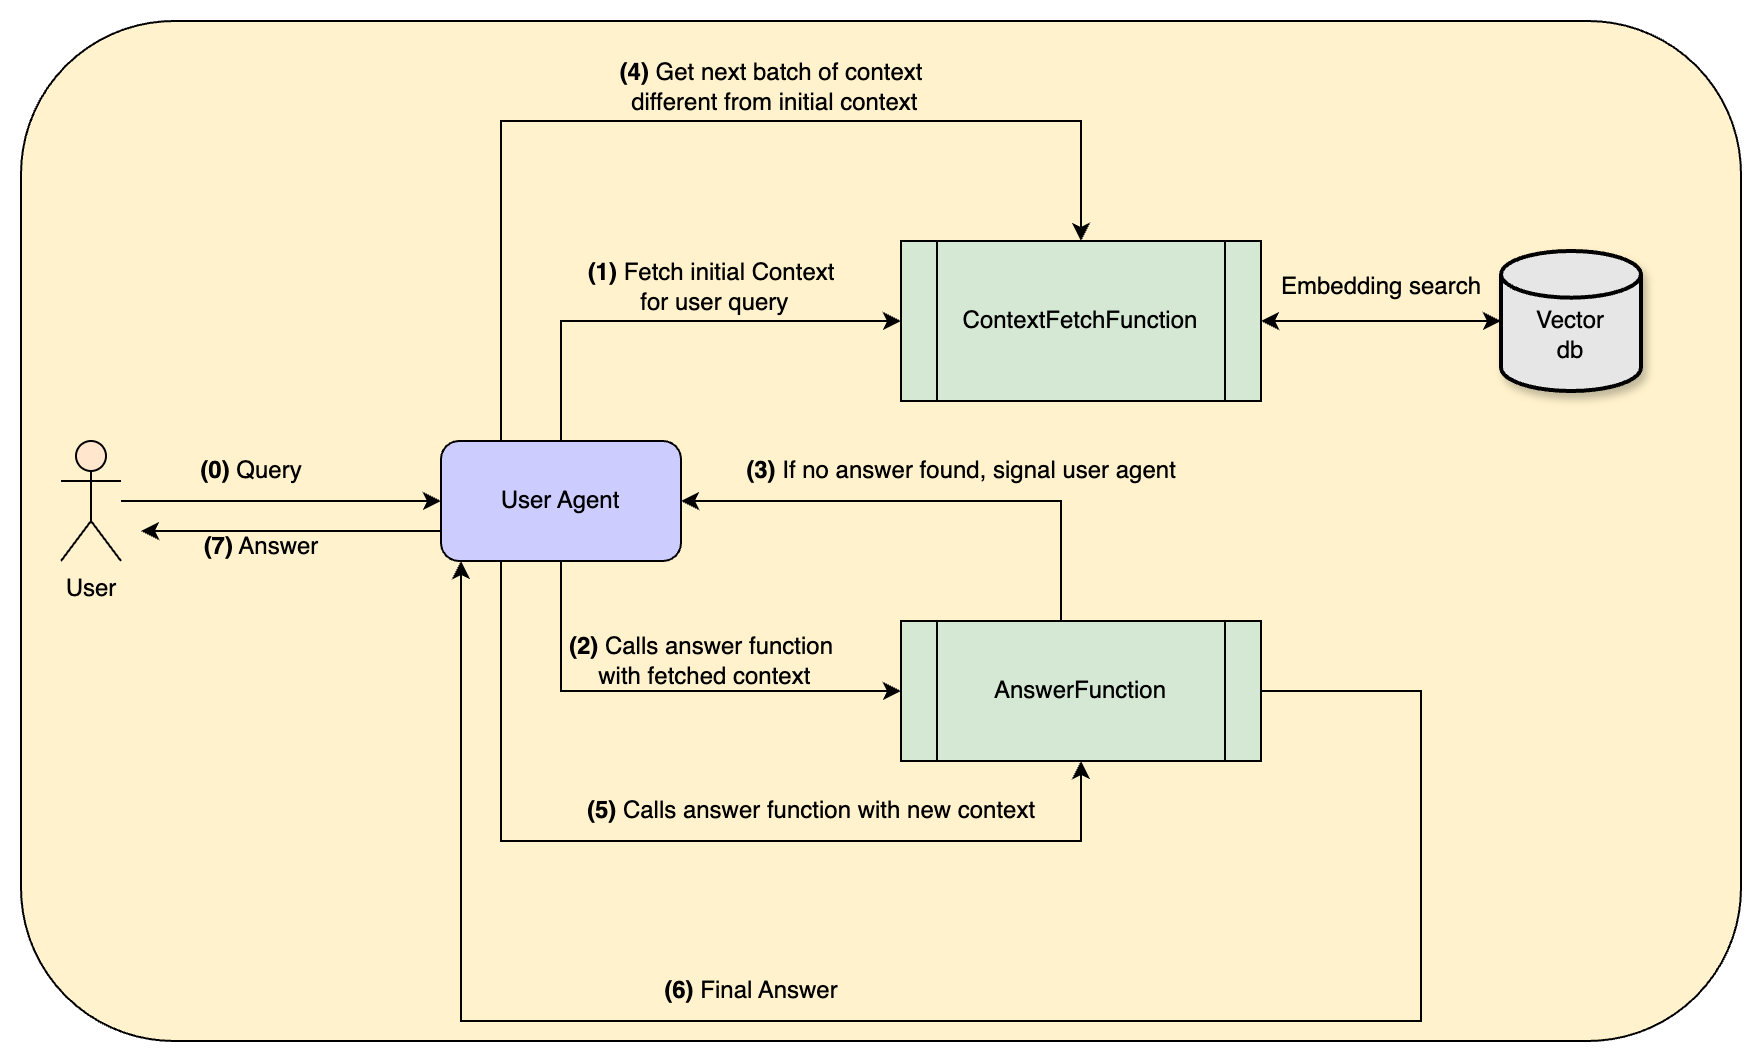 (4) Get next batch of context
different from initial context
(1) Fetch initial Context
for user query
ContextFetchFunction
Embedding search
Vector
db
(0) Query
User Agent
(3) If no answer found, signal user agent
(7) Answer
User
(2) Calls answer function
with fetched context
AnswerFunction
(5) Calls answer function with new context
(6) Final Answer